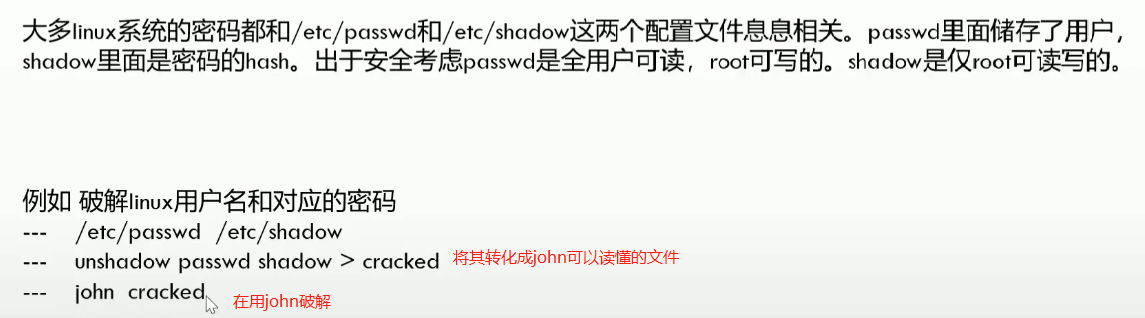 大多linux系统的密码都和/etc/passwd和/etc/shadow这两个配置文件息息相关。passwd里面储存了用户，
shadow里面是密码的hash。出于安全考虑passwd是全用户可读，root可写的。shadow是仅root可读写的。
例如 破解linux用户名和对应的密码
--- /etc/passwd /etc/shadow
--- unshadow passwd shadow > cracked 将其转化成john可以读懂的文件
--- john cracked 在用john破解